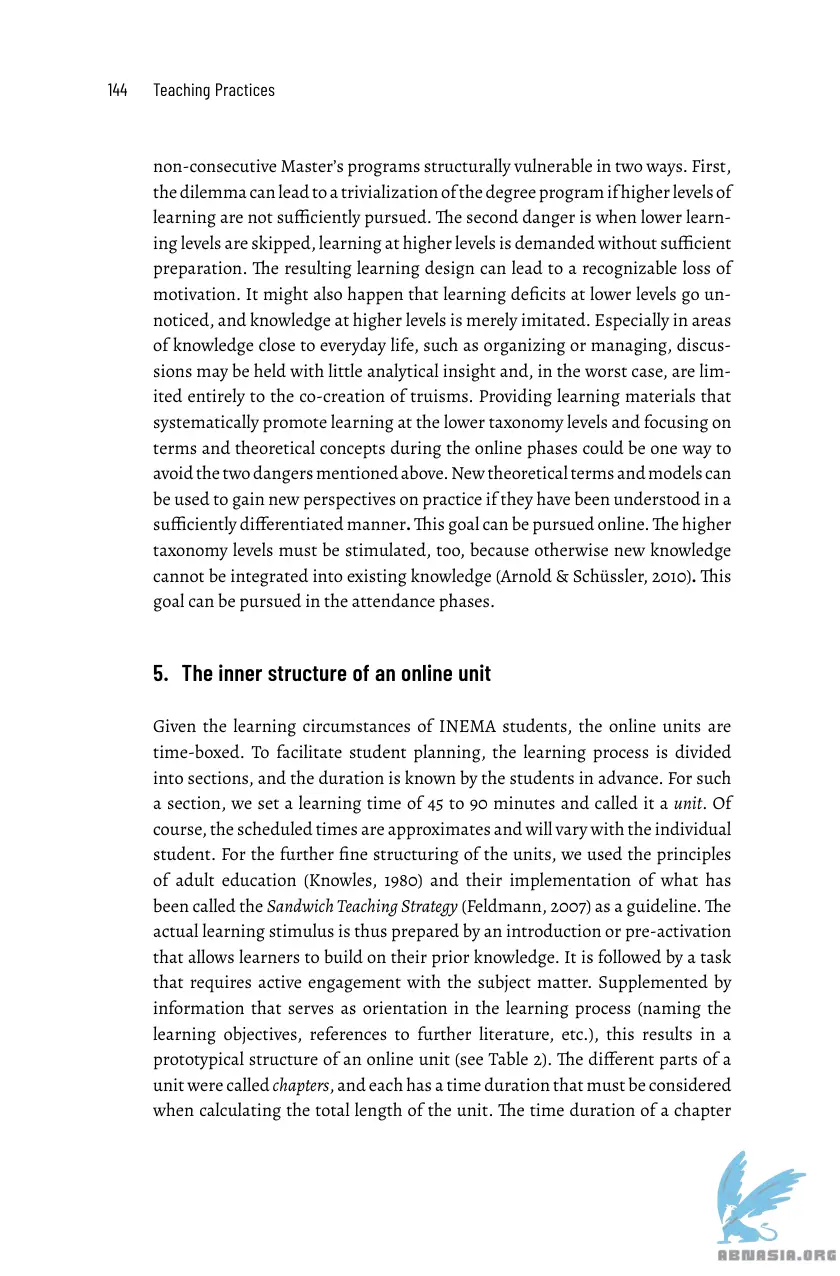 144 Teaching Practices
non-consecutive Master’s programs structurally vulnerable in two ways. First,
the dilemma can lead to a trivialization of the degree program if higher levels of
learning are not sufficiently pursued. The second danger is when lower learn-
ing levels are skipped, learning at higher levels is demanded without sufficient
preparation. The resulting learning design can lead to a recognizable loss of
motivation. It might also happen that learning deficits at lower levels go un-
noticed, and knowledge at higher levels is merely imitated. Especially in areas
of knowledge close to everyday life, such as organizing or managing, discus-
sions may be held with little analytical insight and, in the worst case, are lim-
ited entirely to the co-creation of truisms. Providing learning materials that
systematically promote learning at the lower taxonomy levels and focusing on
terms and theoretical concepts during the online phases could be one way to
avoid the two dangers mentioned above. New theoretical terms and models can
be used to gain new perspectives on practice if they have been understood in a
sufficiently differentiated manner. This goal can be pursued online. The higher
taxonomy levels must be stimulated, too, because otherwise new knowledge
cannot be integrated into existing knowledge (Arnold & Schüssler, 2010). This
goal can be pursued in the attendance phases.
5. The inner structure of an online unit
Given the learning circumstances of INEMA students, the online units are
time-boxed. To facilitate student planning, the learning process is divided
into sections, and the duration is known by the students in advance. For such
a section, we set a learning time of 45 to 90 minutes and called it a unit. Of
course, the scheduled times are approximates and will vary with the individual
student. For the further fine structuring of the units, we used the principles
of adult education (Knowles, 1980) and their implementation of what has
been called the Sandwich Teaching Strategy (Feldmann, 2007) as a guideline. The
actual learning stimulus is thus prepared by an introduction or pre-activation
that allows learners to build on their prior knowledge. It is followed by a task
that requires active engagement with the subject matter. Supplemented by
information that serves as orientation in the learning process (naming the
learning objectives, references to further literature, etc.), this results in a
prototypical structure of an online unit (see Table 2). The different parts of a
unit were called chapters, and each has a time duration that must be considered
when calculating the total length of the unit. The time duration of a chapter
ABNASIA.ORG